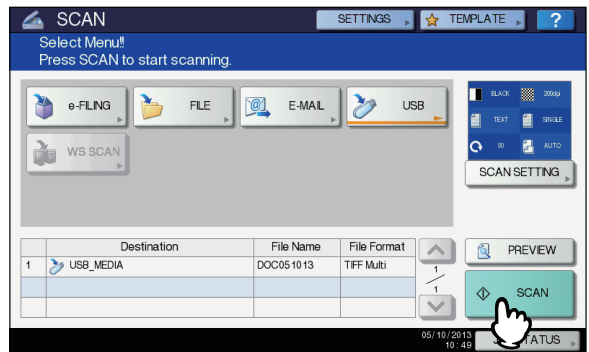 SCAN
SETTINGS
TEMPLATE
?
Select Menu!!
Press SCAN to start scanning.
e-FILING
FILE
E-MAIL
USB
WS SCAN
BLACK
200dpi
TEXT
SINGLE
90
AUTO
SCAN SETTING
Destination File Name File Format
1 USB_MEDIA DOC051013 TIFF Multi
1
1
PREVIEW
SCAN
05/10/2013
10:49
TATUS